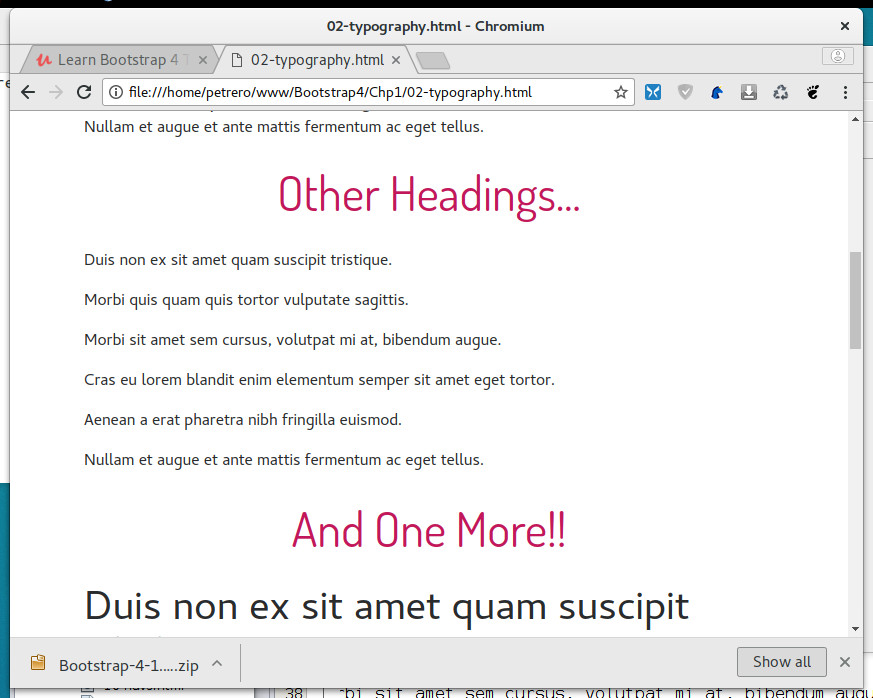 02-typography.html - Chromium
Learn Bootstrap 4 T
02-typography.html
file:///home/petrero/www/Bootstrap4/Chp1/02-typography.html
Nullam et augue et ante mattis fermentum ac eget tellus.
Other Headings...
Duis non ex sit amet quam suscipit tristique.
Morbi quis quam quis tortor vulputate sagittis.
Morbi sit amet sem cursus, volutpat mi at, bibendum augue.
Cras eu lorem blandit enim elementum semper sit amet eget tortor.
Aenean a erat pharetra nibh fringilla euismod.
Nullam et augue et ante mattis fermentum ac eget tellus.
And One More!!
Duis non ex sit amet quam suscipit
Bootstrap-4-1.....zip
Show all
38 rbi sit amet sem cursus, volutpat mi at, bibendum augu